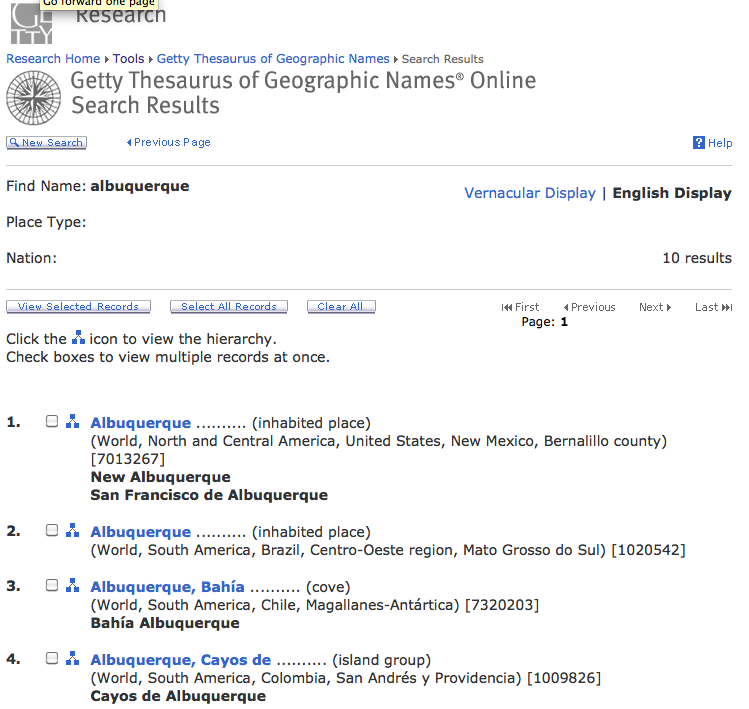 Go forward one page
GE
TTY
Research
Research Home Tools Getty Thesaurus of Geographic Names Search Results
Getty Thesaurus of Geographic Names® Online
Search Results
New Search Previous Page ? Help
Find Name: albuquerque
Vernacular Display | English Display
Place Type:
Nation:
10 results
View Selected Records Select All Records Clear All First Previous Next Last
Page: 1
Click the icon to view the hierarchy.
Check boxes to view multiple records at once.
1. Albuquerque .......... (inhabited place)
(World, North and Central America, United States, New Mexico, Bernalillo county)
[7013267]
New Albuquerque
San Francisco de Albuquerque
2. Albuquerque .......... (inhabited place)
(World, South America, Brazil, Centro-Oeste region, Mato Grosso do Sul) [1020542]
3. Albuquerque, Bahía .......... (cove)
(World, South America, Chile, Magallanes-Antártica) [7320203]
Bahía Albuquerque
4. Albuquerque, Cayos de .......... (island group)
(World, South America, Colombia, San Andrés y Providencia) [1009826]
Cayos de Albuquerque